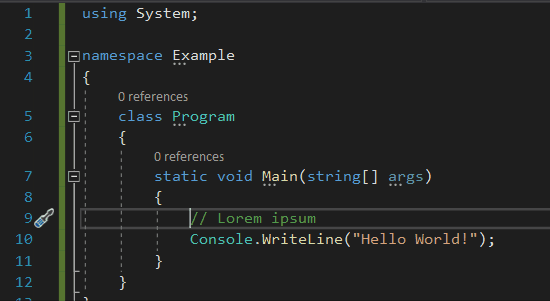 1 using System;
2
3 namespace Example
4 {
0 references
5 class Program
6 {
0 references
7 static void Main(string[] args)
8 {
9 // Lorem ipsum
10 Console.WriteLine("Hello World!");
11 }
12 }
13 }